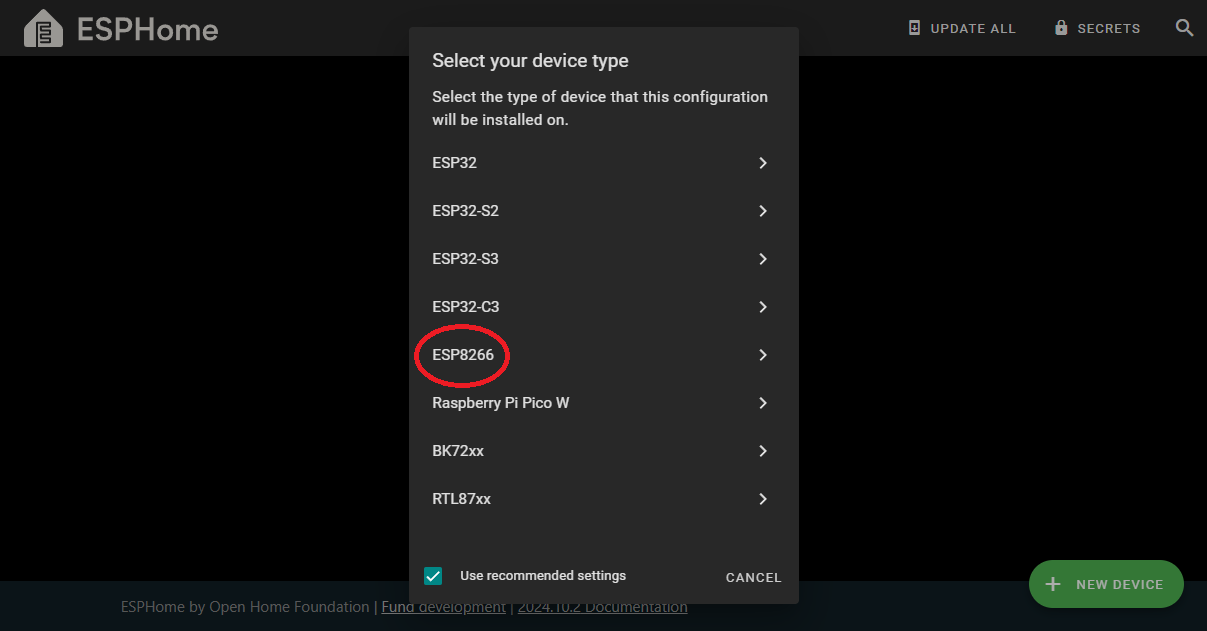 ESPHome
UPDATE ALL
SECRETS
Select your device type
Select the type of device that this configuration
will be installed on.
ESP32
ESP32-S2
ESP32-S3
ESP32-C3
ESP8266
Raspberry Pi Pico W
BK72xx
RTL87xx
Use recommended settings
CANCEL
NEW DEVICE
ESPHome by Open Home Foundation | Fund development | 2024.10.2 Documentation